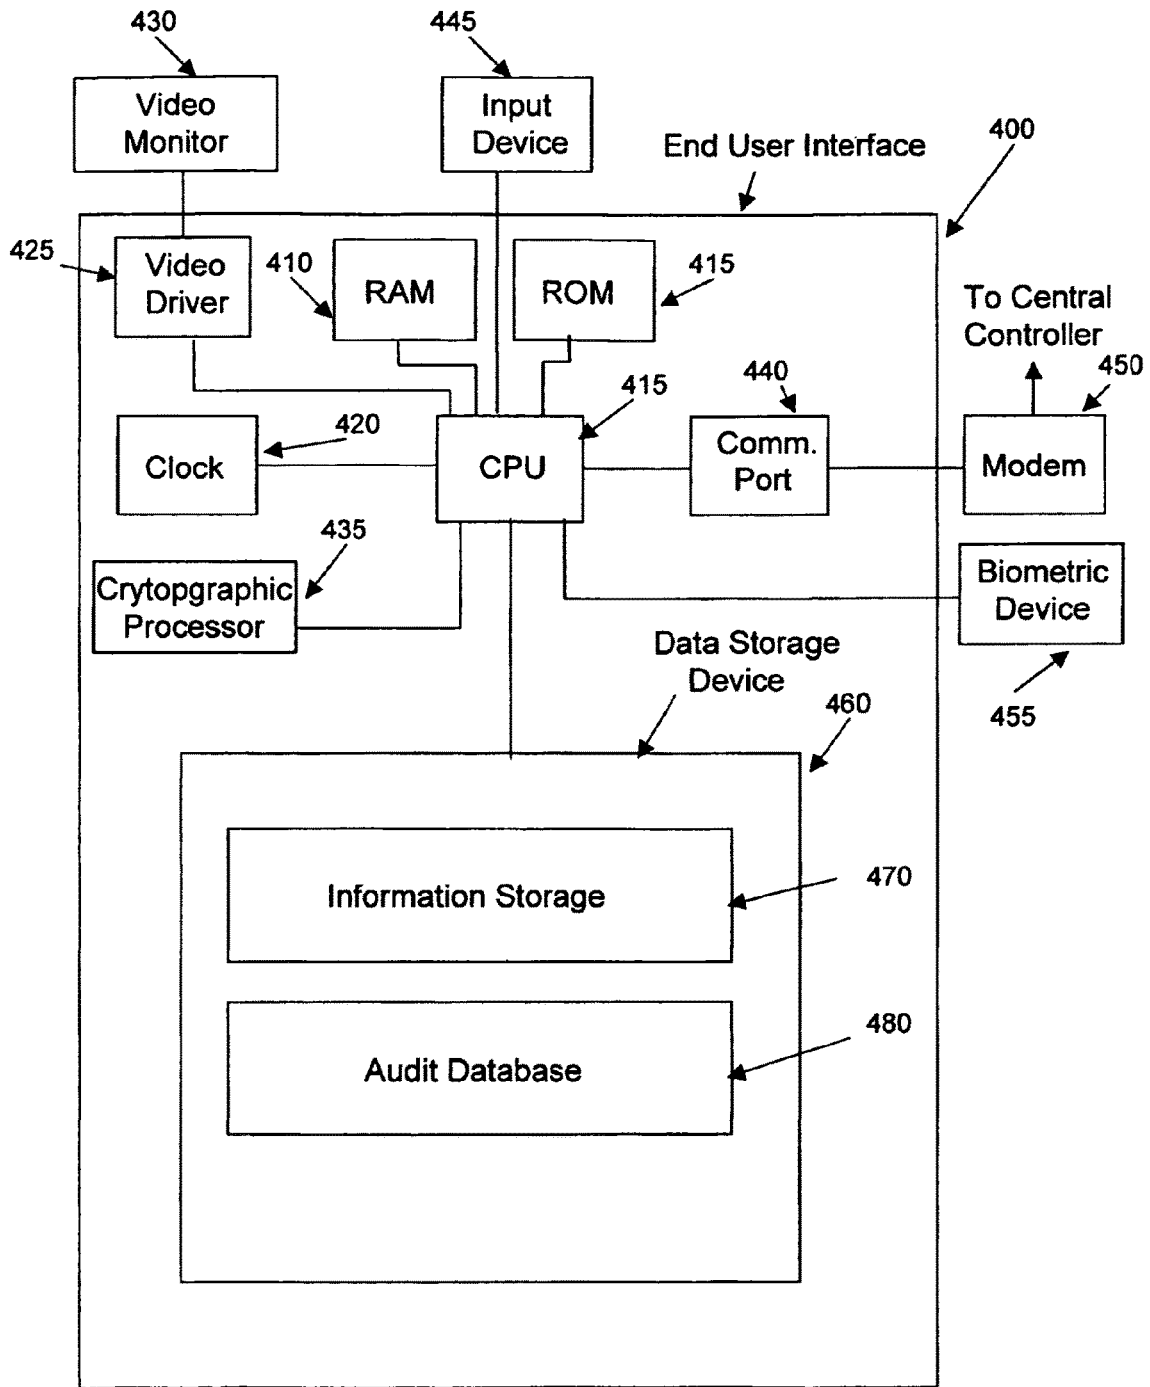 430
445
Video
Monitor
Input
Device
End User Interface
400
425
Video
Driver
410
RAM
ROM
415
To Central
Controller
440
450
415
420
Clock
CPU
Comm.
Port
Modem
435
Crytopgraphic
Processor
Biometric
Device
455
Data Storage
Device
460
Information Storage
470
Audit Database
480